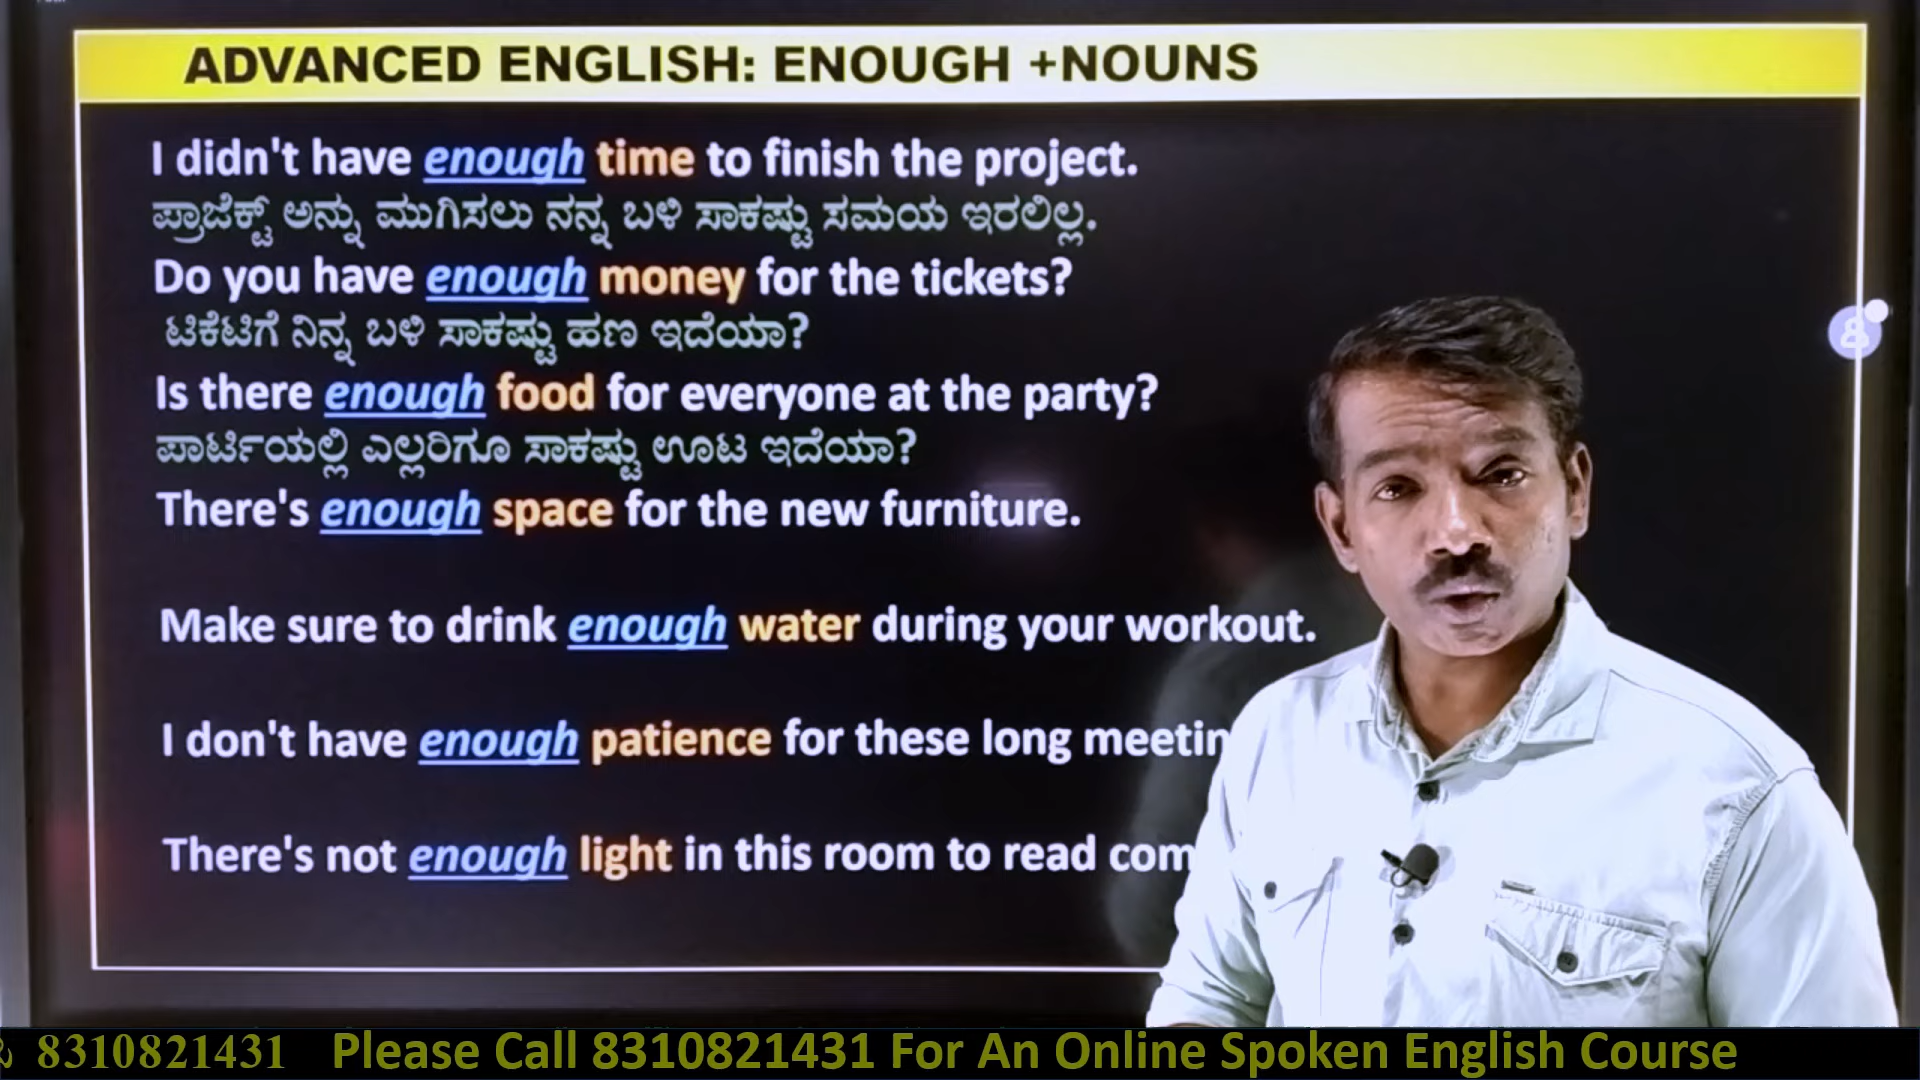 ADVANCED ENGLISH: ENOUGH +NOUNS
I didn't have enough time to finish the project.
ಪ್ರಾಜೆಕ್ಟ್ ಅನ್ನು ಮುಗಿಸಲು ನನ್ನ ಬಳಿ ಸಾಕಷ್ಟು ಸಮಯ ಇರಲಿಲ್ಲ.
Do you have enough money for the tickets?
ಟಿಕೆಟಿಗೆ ನಿನ್ನ ಬಳಿ ಸಾಕಷ್ಟು ಹಣ ಇದೆಯಾ?
Is there enough food for everyone at the party?
ಪಾರ್ಟಿಯಲ್ಲಿ ಎಲ್ಲರಿಗೂ ಸಾಕಷ್ಟು ಊಟ ಇದೆಯಾ?
There's enough space for the new furniture.
Make sure to drink enough water during your workout.
I don't have enough patience for these long meetin
There's not enough light in this room to read com
8310821431 Please Call 8310821431 For An Online Spoken English Course